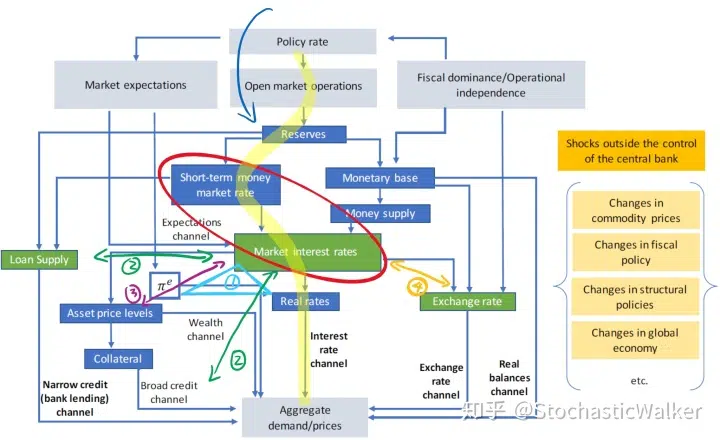 Policy rate
Market expectations
Open market operations
Fiscal dominance/Operational
independence
Reserves
Shocks outside the control
of the central bank
Short-term money
market rate
Monetary base
Changes in
commodity prices
Money supply
Expectations
channel
Market interest rates
Loan Supply
②
①
④
Changes in fiscal
policy
③
πᵉ
Real rates
Exchange rate
Changes in structural
policies
Asset price levels
Wealth
channel
②
Interest
rate
channel
Changes in global
economy
Collateral
Exchange
rate
channel
Real
balances
channel
etc.
Narrow credit
(bank lending)
channel
Broad credit
channel
Aggregate
demand/prices
知乎 @StochasticWalker